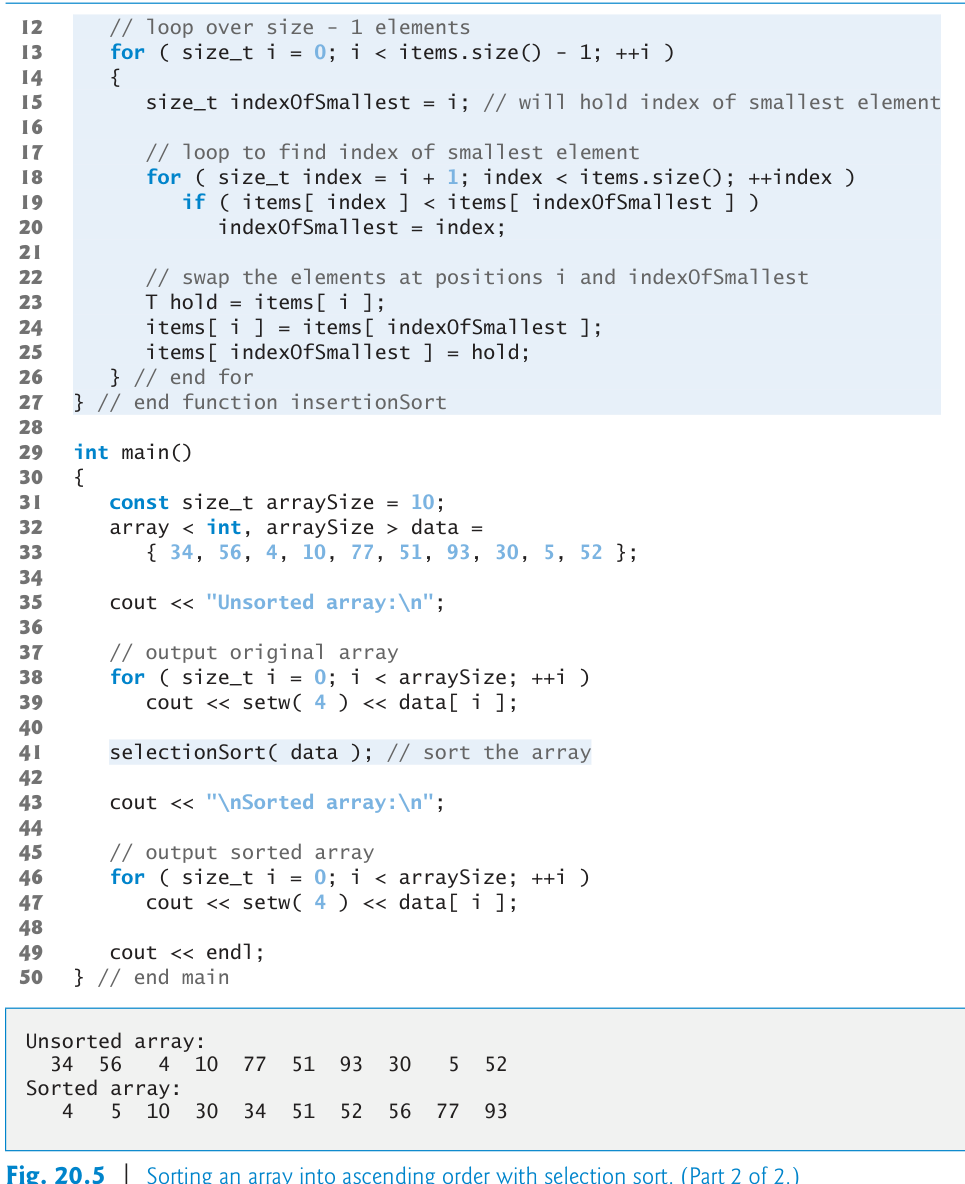 12 // loop over size - 1 elements
13 for ( size_t i = 0; i < items.size() - 1; ++i )
14 {
15 size_t indexOfSmallest = i; // will hold index of smallest element
16
17 // loop to find index of smallest element
18 for ( size_t index = i + 1; index < items.size(); ++index )
19 if ( items[ index ] < items[ indexOfSmallest ] )
20 indexOfSmallest = index;
21
22 // swap the elements at positions i and indexOfSmallest
23 T hold = items[ i ];
24 items[ i ] = items[ indexOfSmallest ];
25 items[ indexOfSmallest ] = hold;
26 } // end for
27 } // end function insertionSort
28
29 int main()
30 {
31 const size_t arraySize = 10;
32 array < int, arraySize > data =
33 { 34, 56, 4, 10, 77, 51, 93, 30, 5, 52 };
34
35 cout << "Unsorted array:\n";
36
37 // output original array
38 for ( size_t i = 0; i < arraySize; ++i )
39 cout << setw( 4 ) << data[ i ];
40
41 selectionSort( data ); // sort the array
42
43 cout << "\nSorted array:\n";
44
45 // output sorted array
46 for ( size_t i = 0; i < arraySize; ++i )
47 cout << setw( 4 ) << data[ i ];
48
49 cout << endl;
50 } // end main
Unsorted array:
34 56 4 10 77 51 93 30 5 52
Sorted array:
4 5 10 30 34 51 52 56 77 93
Fig. 20.5 | Sorting an array into ascending order with selection sort. (Part 2 of 2.)